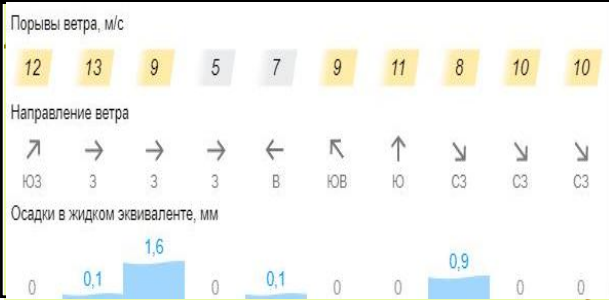 Порывы ветра, м/с
12 13 9 5 7 9 11 8 10 10
Направление ветра
ЮЗ З З З В ЮВ Ю СЗ СЗ СЗ
Осадки в жидком эквиваленте, мм
0 0,1 1,6 0 0,1 0 0 0,9 0 0